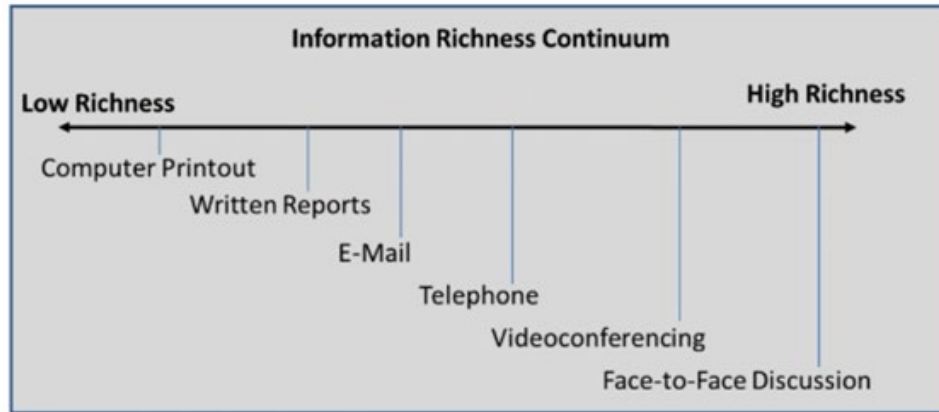 Information Richness Continuum
Low Richness
High Richness
Computer Printout
Written Reports
E-Mail
Telephone
Videoconferencing
Face-to-Face Discussion